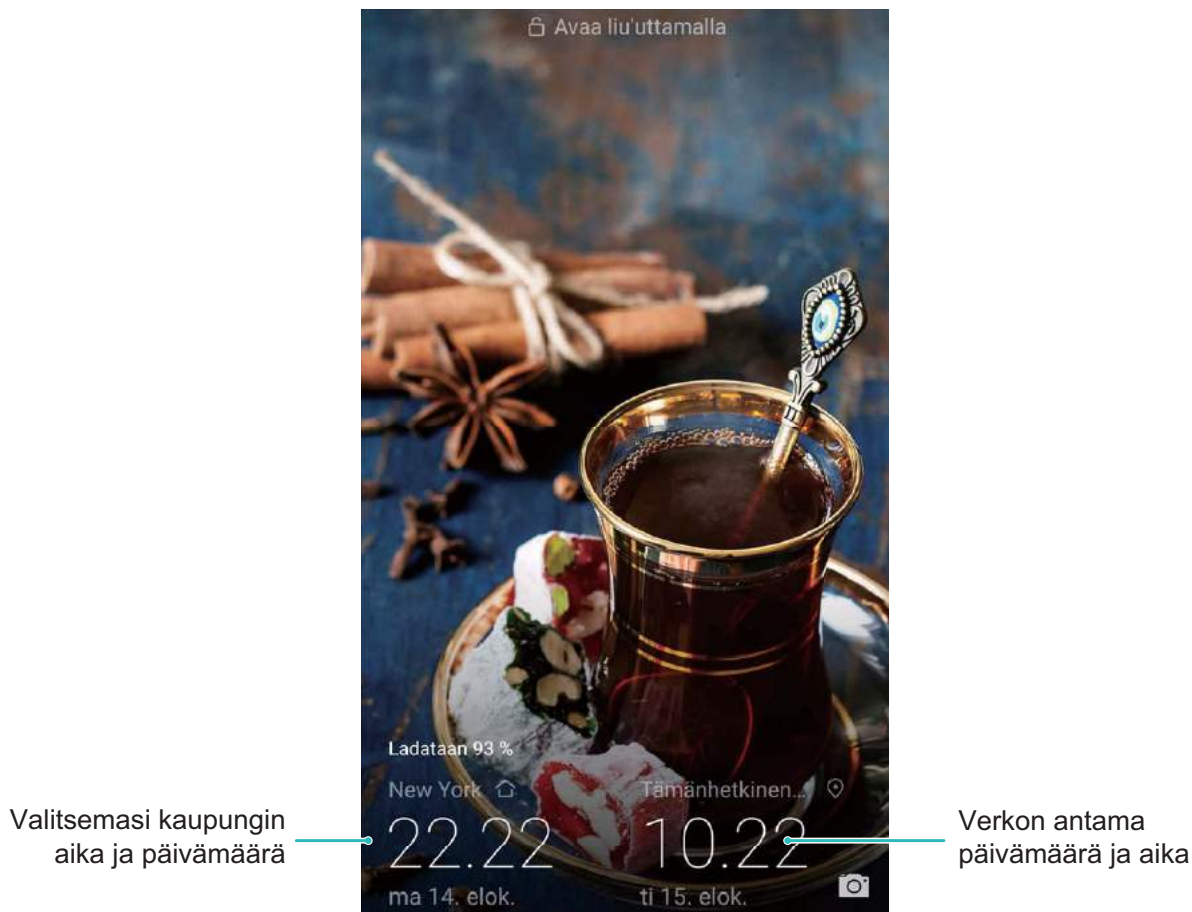 Avaa liu'uttamalla
Ladataan 93 %
New York
Tämänhetkinen...
22.22
10.22
ma 14. elok.
ti 15. elok.
Valitsemasi kaupungin
aika ja päivämäärä
Verkon antama
päivämäärä ja aika